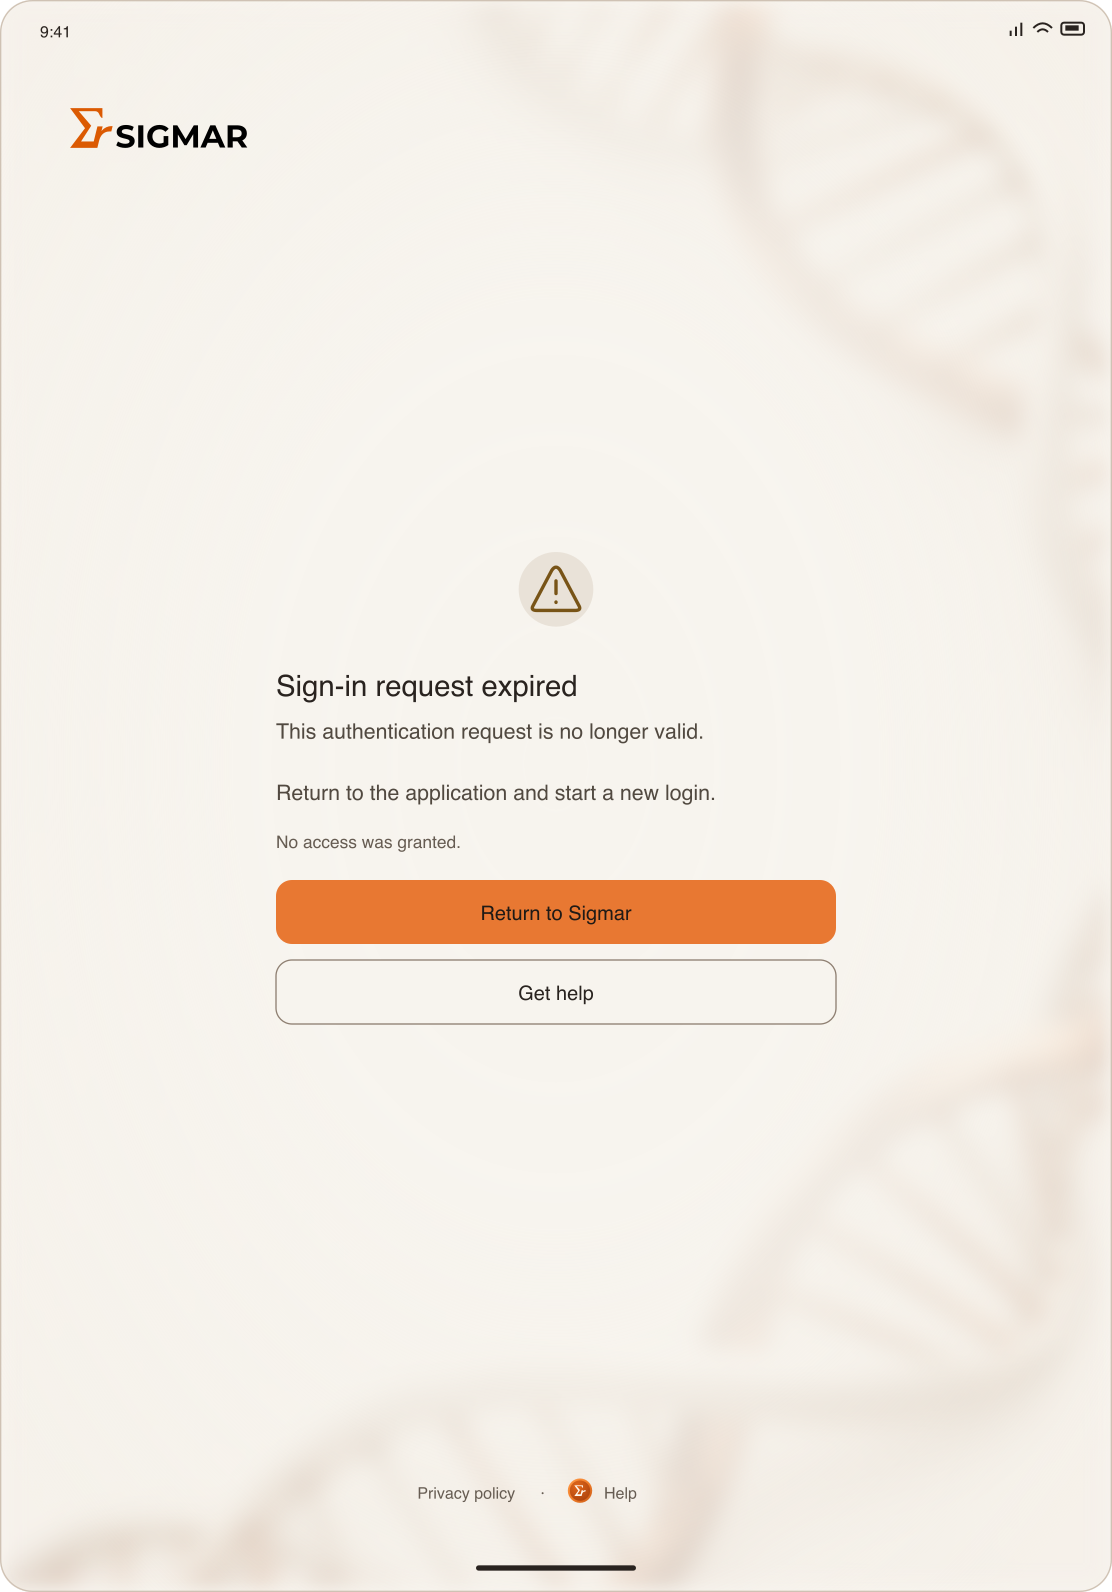 9:41
SIGMAR
Sign-in request expired
This authentication request is no longer valid.
Return to the application and start a new login.
No access was granted.
Return to Sigmar
Get help
Privacy policy · Help